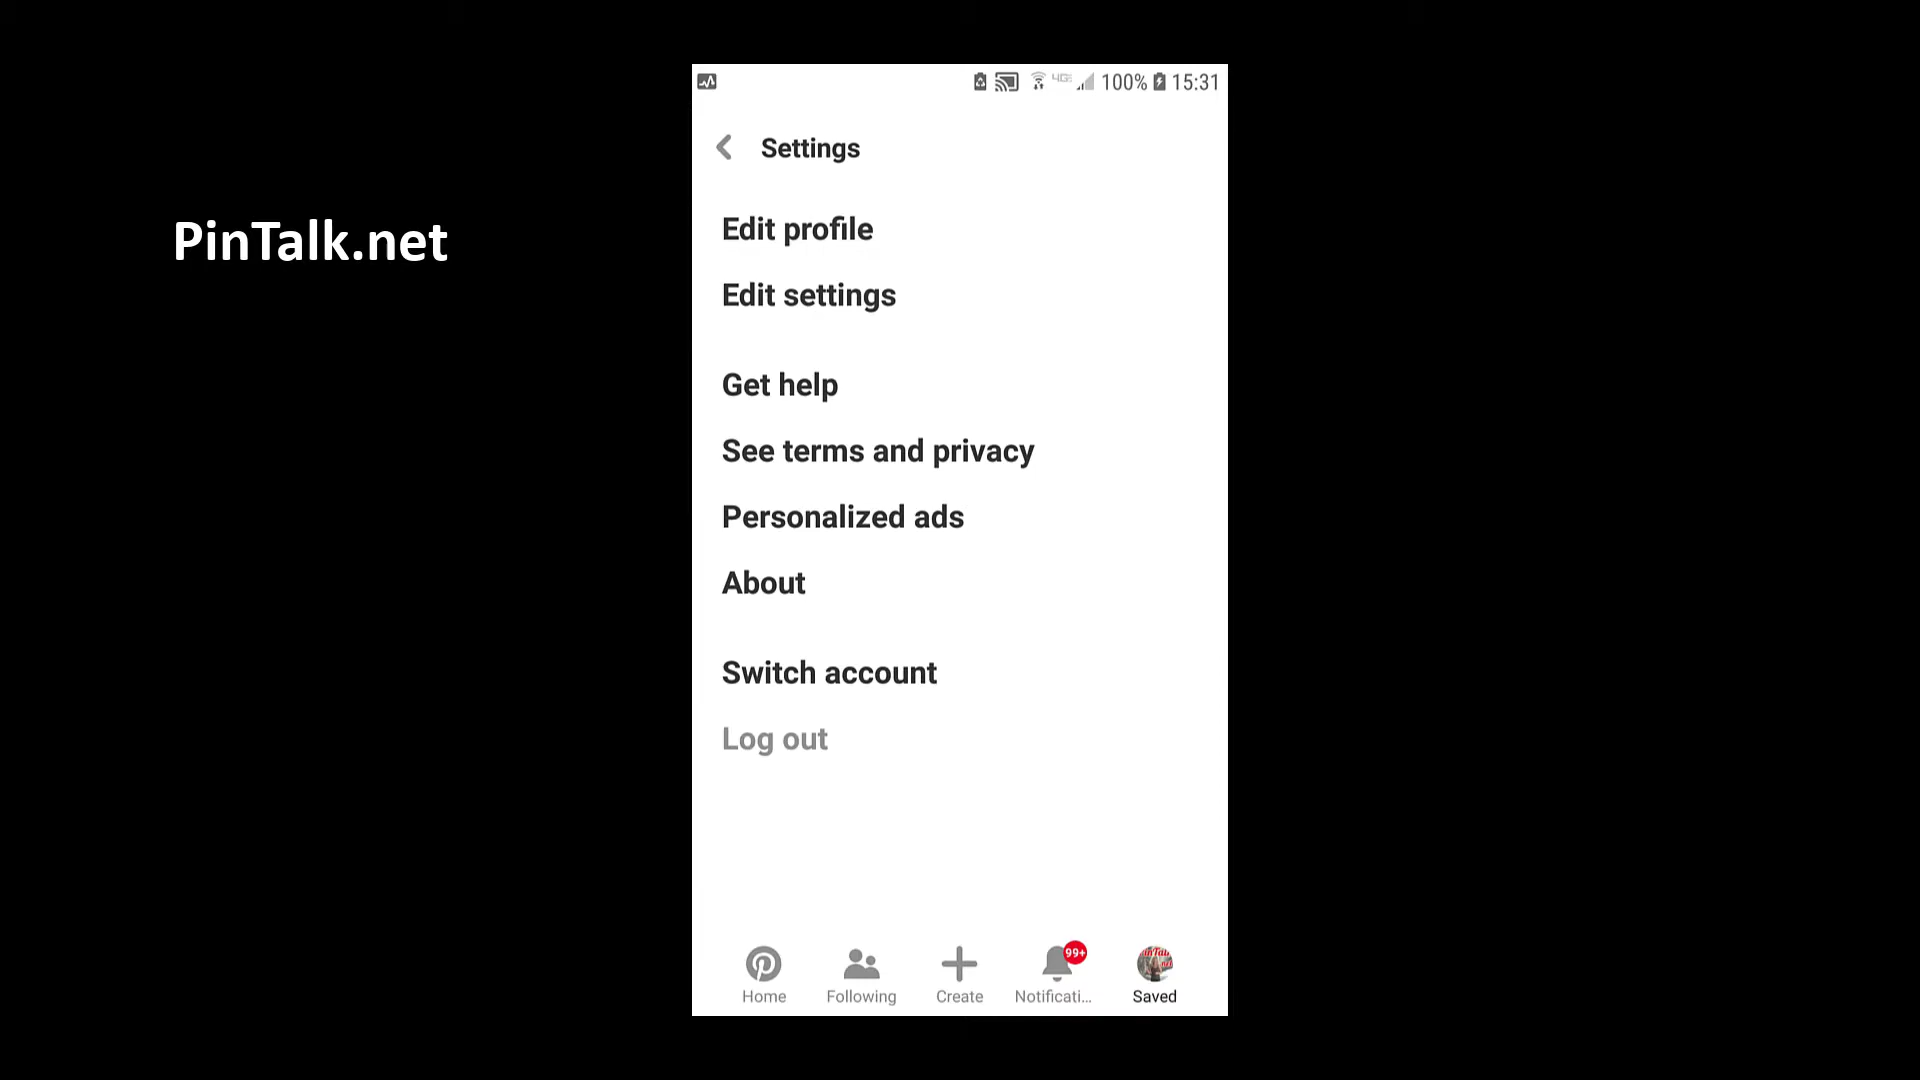 100% 15:31
Settings
PinTalk.net
Edit profile
Edit settings
Get help
See terms and privacy
Personalized ads
About
Switch account
Log out
99+
Home Following Create Notificati... Saved